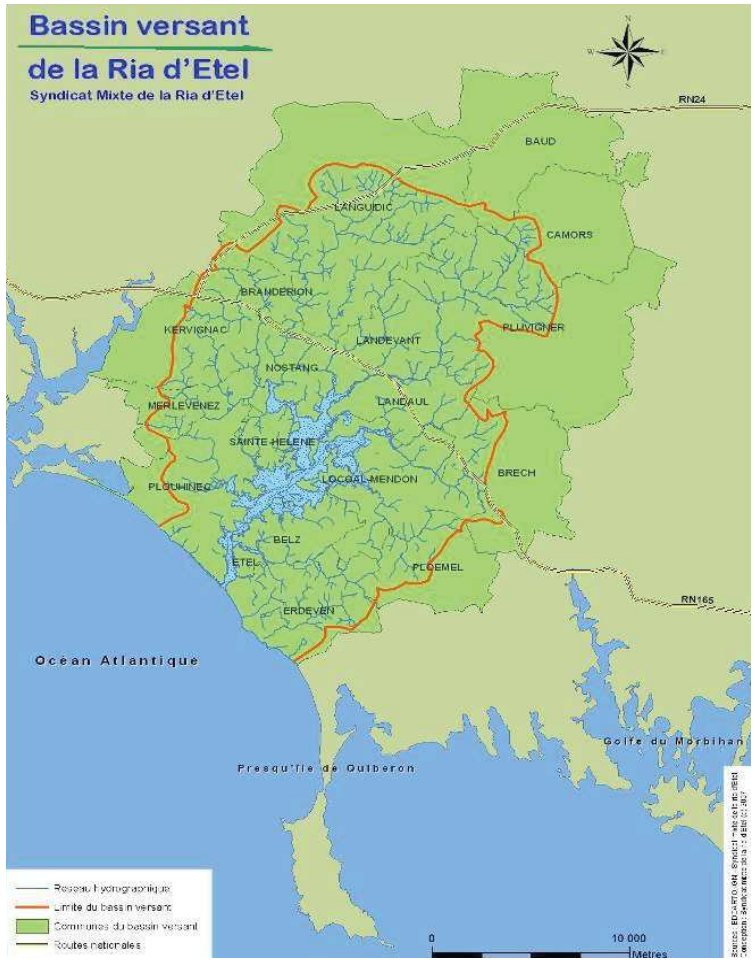 Bassin versant
de la Ria d'Etel
Syndicat Mixte de la Ria d'Etel
N
W
E
S
RN24
BAUD
LANGUIDIC
CAMORS
BRANDERION
KERVIGNAC
PLUVIGNER
LANDEVANT
NOSTANG
MERLEVENEZ
LANDAUL
SAINTE-HELENE
BRECH
PLOUHINEC
LOCOAL-MENDON
BELZ
ETEL
PLOEMEL
RN165
ERDEVEN
Océan Atlantique
Golfe du Morbihan
Presqu'île de Quiberon
Réseau hydrographique
Limite du bassin versant
Communes du bassin versant
Routes nationales
0
10 000
Mètres